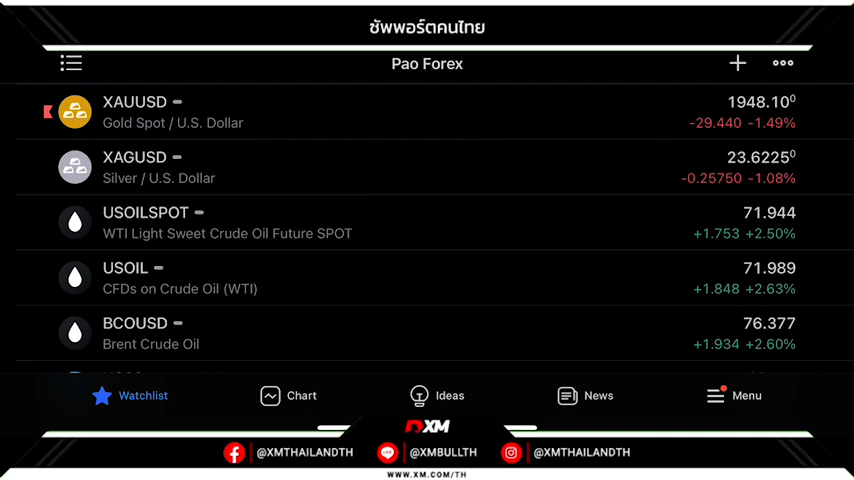 ซัพพอร์ตคนไทย
Pao Forex
XAUUSD 1948.10⁰
Gold Spot / U.S. Dollar -29.440 -1.49%
XAGUSD 23.6225⁰
Silver / U.S. Dollar -0.25750 -1.08%
USOILSPOT 71.944
WTI Light Sweet Crude Oil Future SPOT +1.753 +2.50%
USOIL 71.989
CFDs on Crude Oil (WTI) +1.848 +2.63%
BCOUSD 76.377
Brent Crude Oil +1.934 +2.60%
Watchlist Chart Ideas News Menu
XM
@XMTHAILANDTH @XMBULLTH @XMTHAILANDTH
WWW.XM.COM/TH